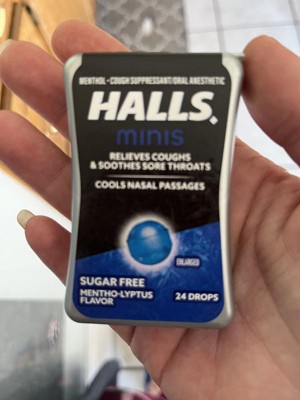 MENTHOL • COUGH SUPPRESSANT/ORAL ANESTHETIC
HALLS.
minis
RELIEVES COUGHS
& SOOTHES SORE THROATS
COOLS NASAL PASSAGES
ENLARGED
SUGAR FREE
MENTHO-LYPTUS
FLAVOR
24 DROPS